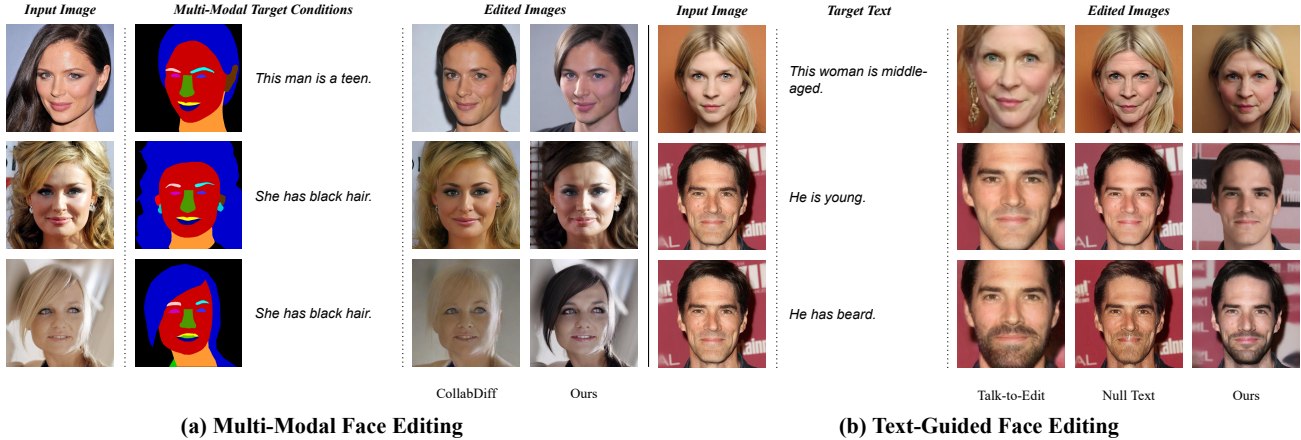 Input Image
Multi-Modal Target Conditions
Edited Images
This man is a teen.
She has black hair.
She has black hair.
CollabDiff
Ours
(a) Multi-Modal Face Editing
Input Image
Target Text
Edited Images
This woman is middle-
aged.
He is young.
He has beard.
Talk-to-Edit
Null Text
Ours
(b) Text-Guided Face Editing